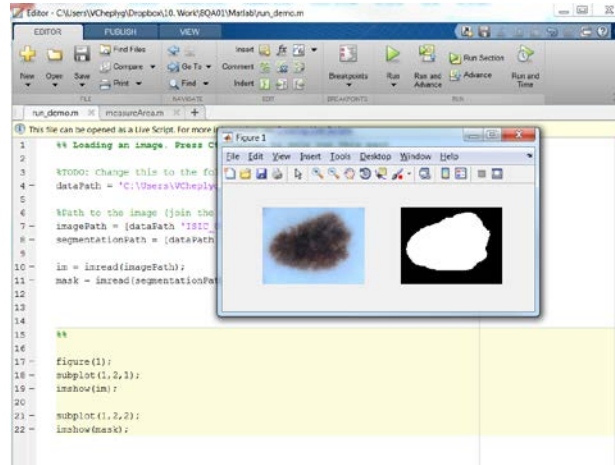 Editor - C:\Users\VCheplyg\Dropbox\10. Work\8QA01\Matlab\run_demo.m
EDITOR PUBLISH VIEW
New Open Save Find Files Compare Print Go To Find Insert fx Comment Indent Breakpoints Run Run and Advance Run Section Advance Run and Time
FILE NAVIGATE EDIT BREAKPOINTS RUN
run_demo.m measureArea.m +
This file can be opened as a Live Script. For more
Figure 1
File Edit View Insert Tools Desktop Window Help
1 %% Loading an image. Press
2
3 %TODO: Change this to the fo
4 - dataPath = 'C:\Users\VCheplyg
5
6 %Path to the image (join the
7 - imagePath = [dataPath 'ISIC_
8 - segmentationPath = [dataPath
9
10 - im = imread(imagePath);
11 - mask = imread(segmentationPat
12
13
14
15 %%
16
17 - figure(1);
18 - subplot(1,2,1);
19 - imshow(im);
20
21 - subplot(1,2,2);
22 - imshow(mask);